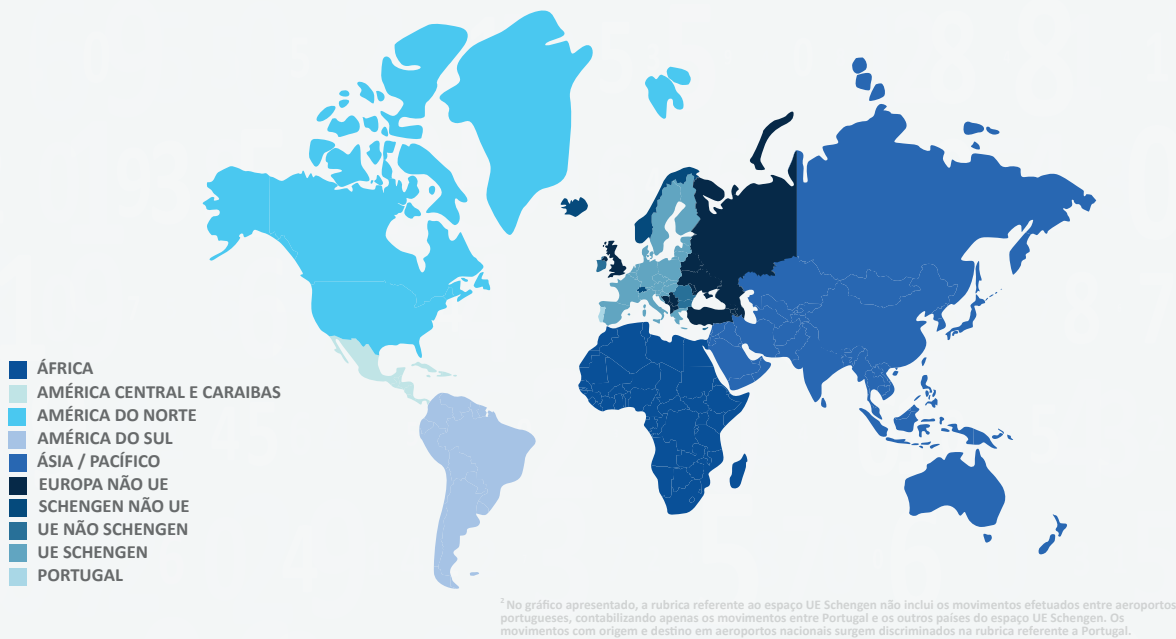 ÁFRICA
AMÉRICA CENTRAL E CARAIBAS
AMÉRICA DO NORTE
AMÉRICA DO SUL
ÁSIA / PACÍFICO
EUROPA NÃO UE
SCHENGEN NÃO UE
UE NÃO SCHENGEN
UE SCHENGEN
PORTUGAL
² No gráfico apresentado, a rubrica referente ao espaço UE Schengen não inclui os movimentos efetuados entre aeroportos
portugueses, contabilizando apenas os movimentos entre Portugal e os outros países do espaço UE Schengen. Os
movimentos com origem e destino em aeroportos nacionais surgem discriminados na rubrica referente a Portugal.